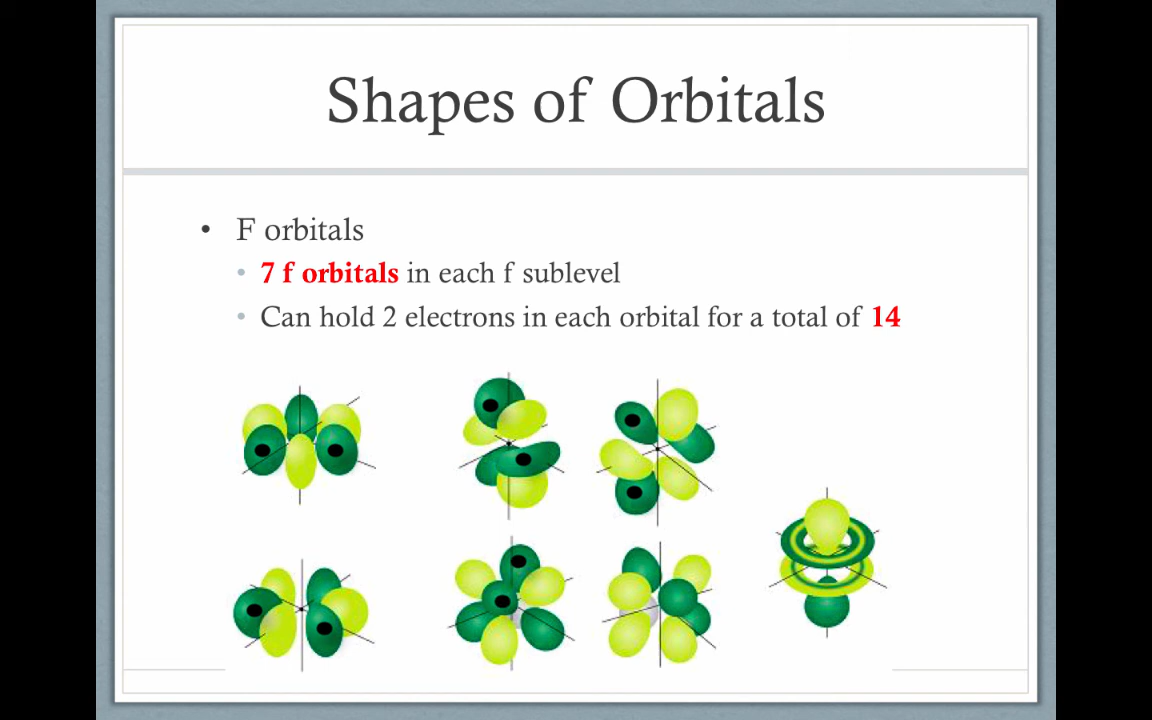 Shapes of Orbitals
• F orbitals
• 7 f orbitals in each f sublevel
• Can hold 2 electrons in each orbital for a total of 14